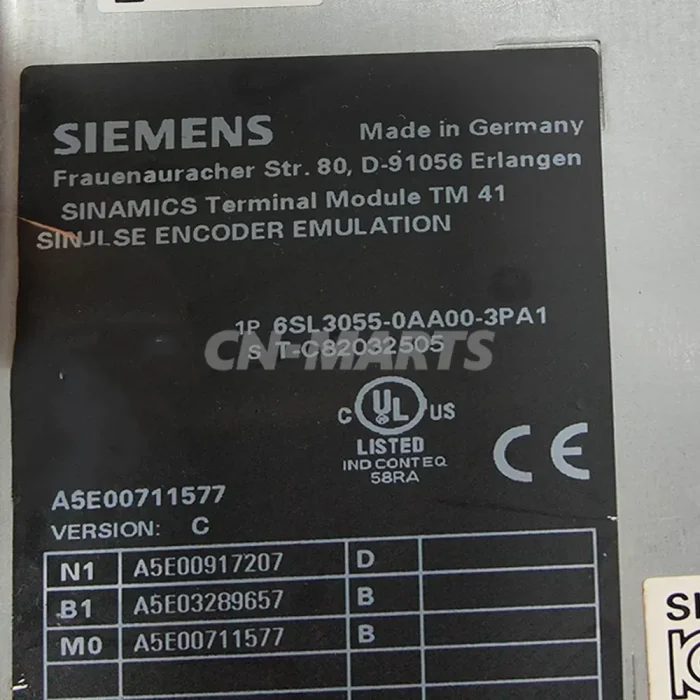 SIEMENS Made in Germany
Frauenauracher Str. 80, D-91056 Erlangen
SINAMICS Terminal Module TM 41
ENCODER EMULATION
1P 6SL3055-0AA00-3PA1
S T-C82032505
CN-MARTS
C UL US
LISTED
IND CONT EQ
58RA
CE
A5E00711577
VERSION: C
N1 A5E00917207 D
B1 A5E03289657 B
M0 A5E00711577 B